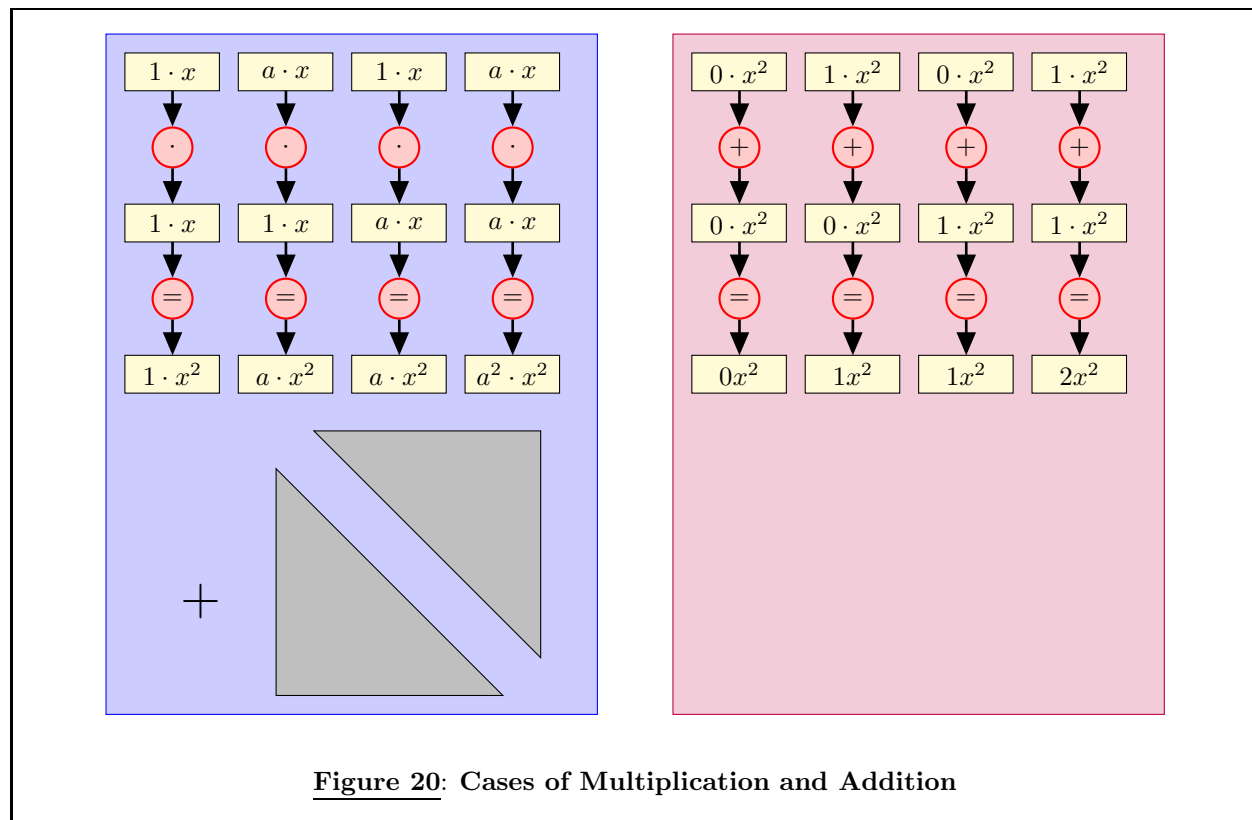 1 · x a · x 1 · x a · x 0 · x² 1 · x² 0 · x² 1 · x²
· · · · + + + +
1 · x 1 · x a · x a · x 0 · x² 0 · x² 1 · x² 1 · x²
= = = = = = = =
1 · x² a · x² a · x² a² · x² 0x² 1x² 1x² 2x²
+
Figure 20: Cases of Multiplication and Addition